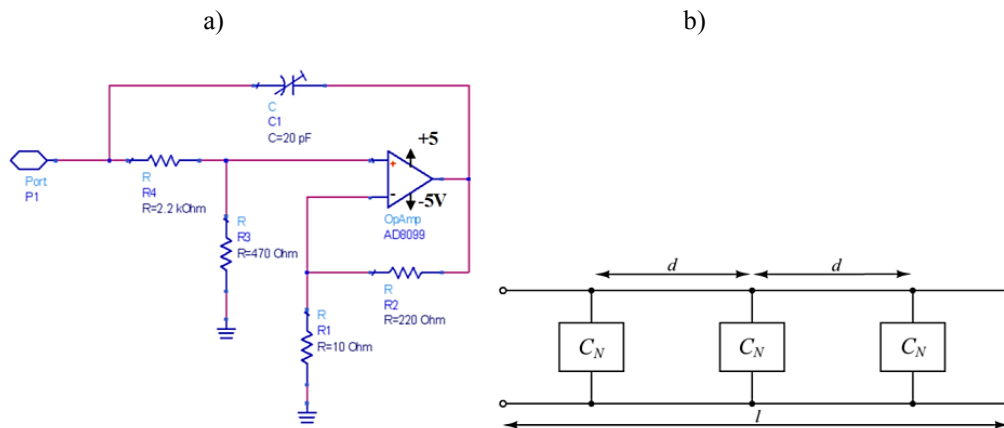 a)
b)
C
C1
C=20 pF
+5
Port
P1
R
R4
R=2.2 kOhm
-5V
OpAmp
AD8099
R
R3
R=470 Ohm
R
R2
R=220 Ohm
R
R1
R=10 Ohm
+
-
d
d
C_N
C_N
C_N
l